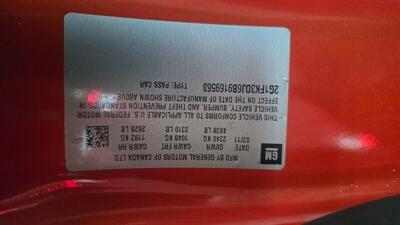 GM
MFD BY GENERAL MOTORS OF CANADA LTD.
03/11 GVWR GAWR FRT GAWR RR
2240 KG 1048 KG 1192 KG
4938 LB 2310 LB 2628 LB
THIS VEHICLE CONFORMS TO ALL APPLICABLE U.S. FEDERAL MOTOR
VEHICLE SAFETY, BUMPER, AND THEFT PREVENTION STANDARDS IN
EFFECT ON THE DATE OF MANUFACTURE SHOWN ABOVE.
2G1FK3DJ6B9169563 TYPE: PASS CAR